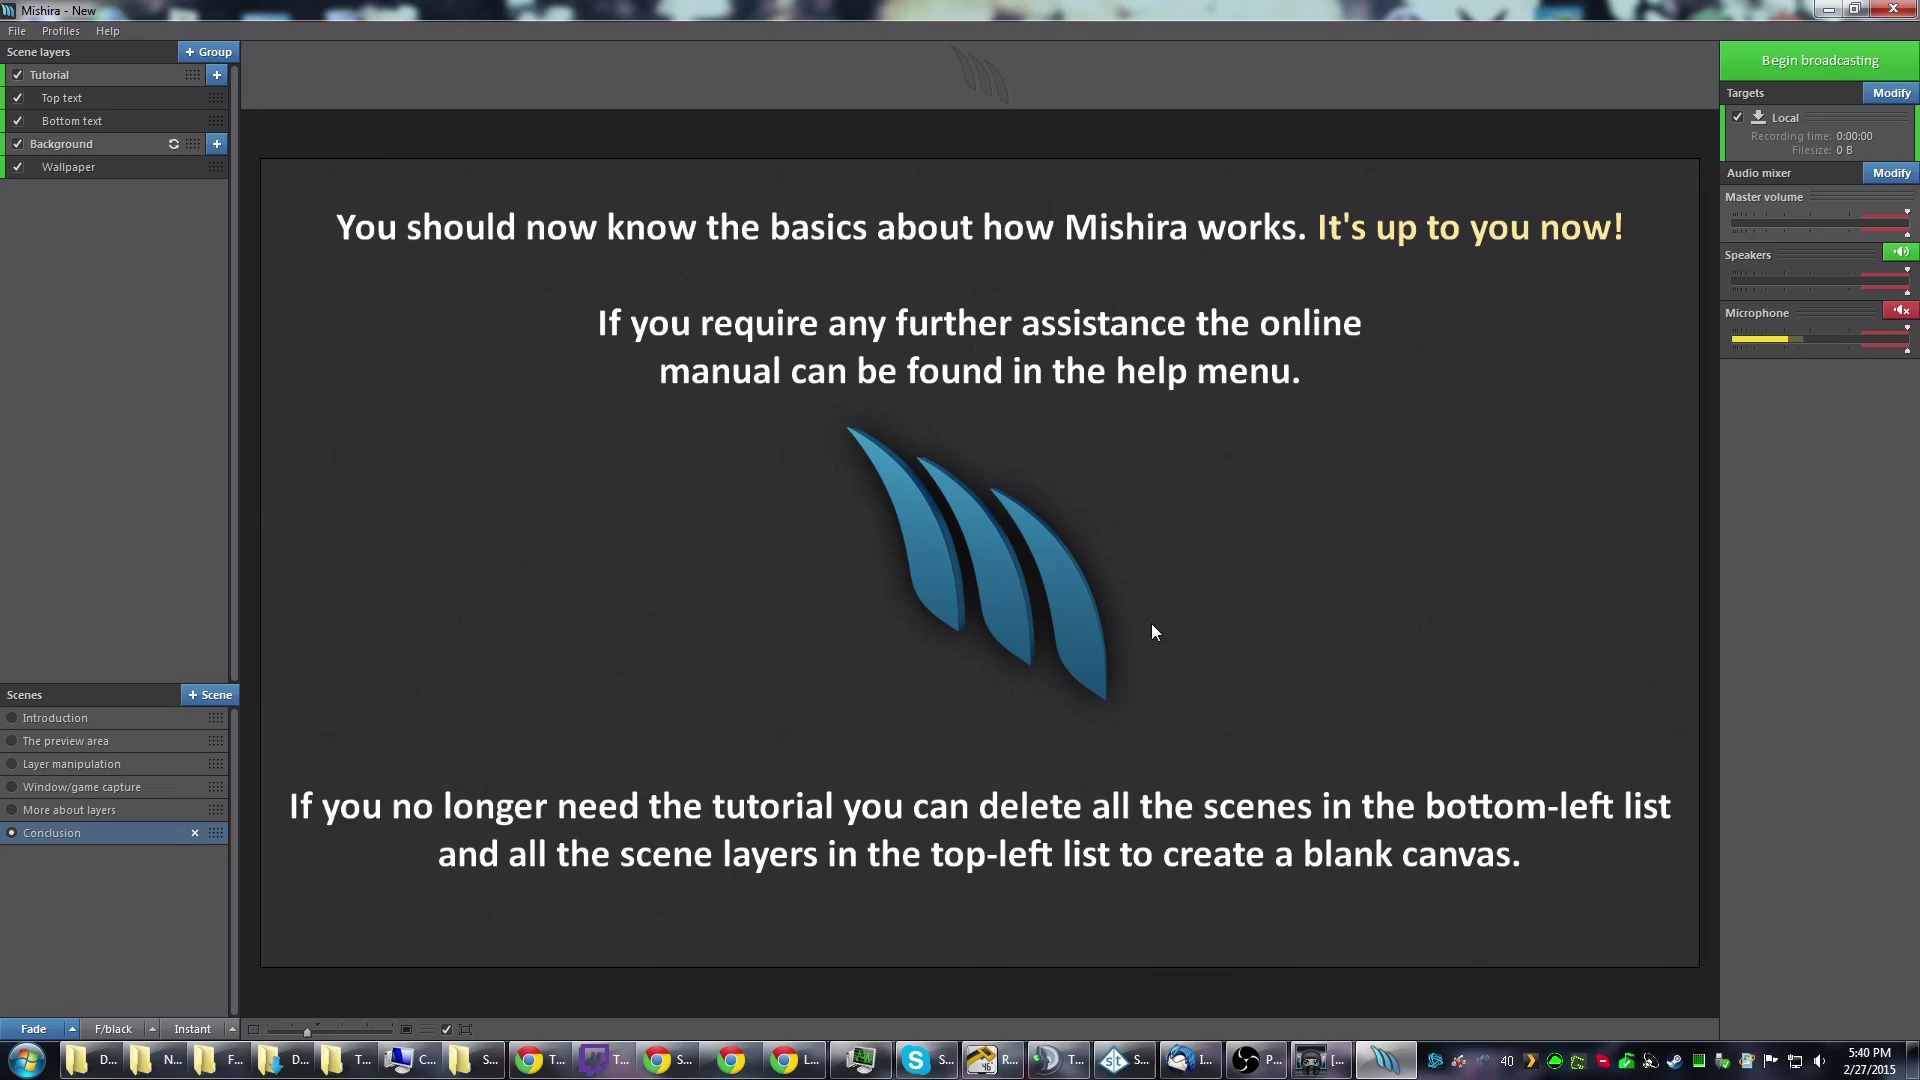 Mishira - New
File Profiles Help
Scene layers + Group
Tutorial
Top text
Bottom text
Background
Wallpaper
Begin broadcasting
Targets Modify
Local
Recording time: 0:00:00
Filesize: 0 B
Audio mixer Modify
Master volume
Speakers
Microphone
You should now know the basics about how Mishira works. It's up to you now!
If you require any further assistance the online
manual can be found in the help menu.
If you no longer need the tutorial you can delete all the scenes in the bottom-left list
and all the scene layers in the top-left list to create a blank canvas.
Scenes + Scene
Introduction
The preview area
Layer manipulation
Window/game capture
More about layers
Conclusion
Fade F/black Instant
D... N... F... D... T... C... S... T... T... S... L... S... R... T... S... I... P... [...
40
5:40 PM
2/27/2015